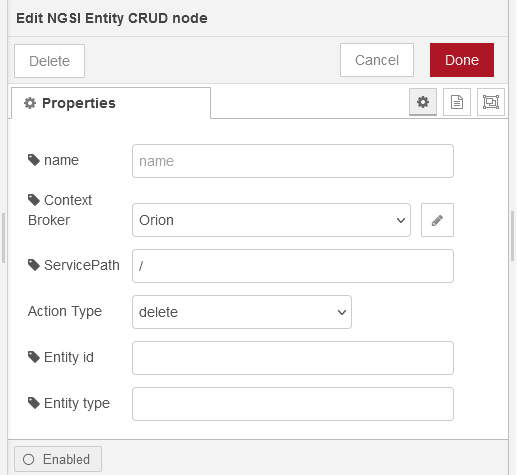 Edit NGSI Entity CRUD node
Delete
Cancel
Done
Properties
name
name
Context
Broker
Orion
ServicePath
/
Action Type
delete
Entity id
Entity type
Enabled